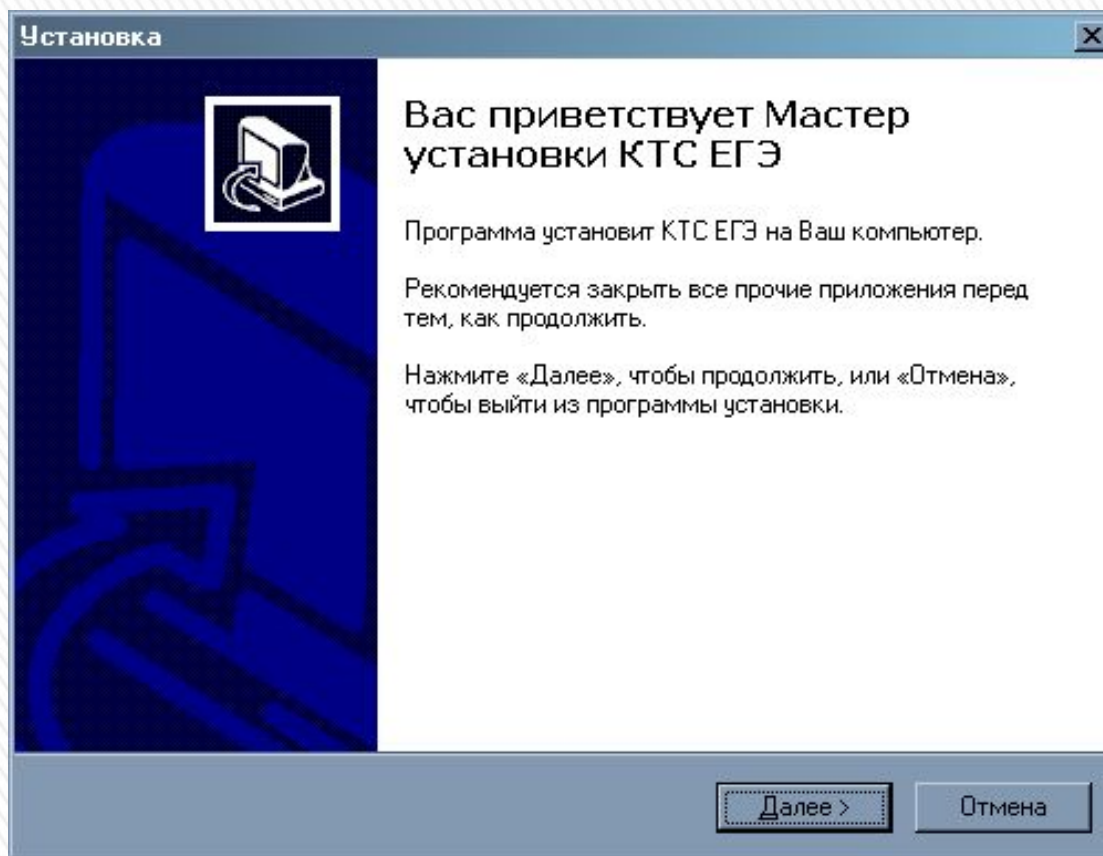 Установка
Вас приветствует Мастер
установки КТС ЕГЭ
Программа установит КТС ЕГЭ на Ваш компьютер.
Рекомендуется закрыть все прочие приложения перед
тем, как продолжить.
Нажмите «Далее», чтобы продолжить, или «Отмена»,
чтобы выйти из программы установки.
Далее >
Отмена